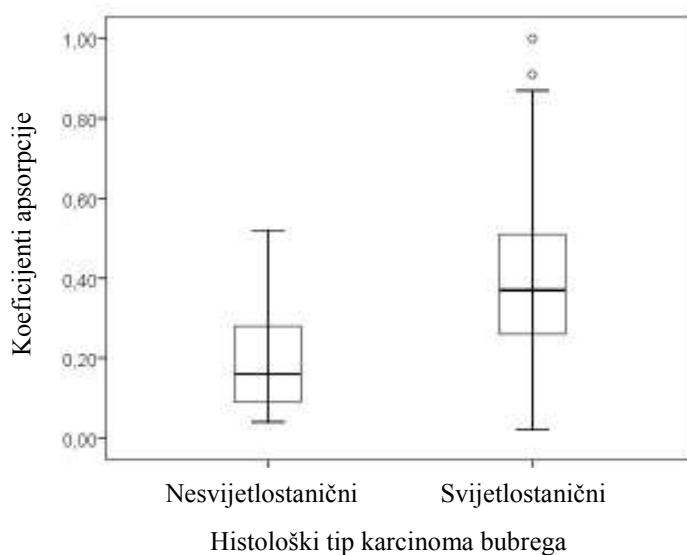 Koeficijenti apsorpcije
1,00
0,80
0,60
0,40
0,20
0,00
Nesvijetlostanični Svijetlostanični
Histološki tip karcinoma bubrega